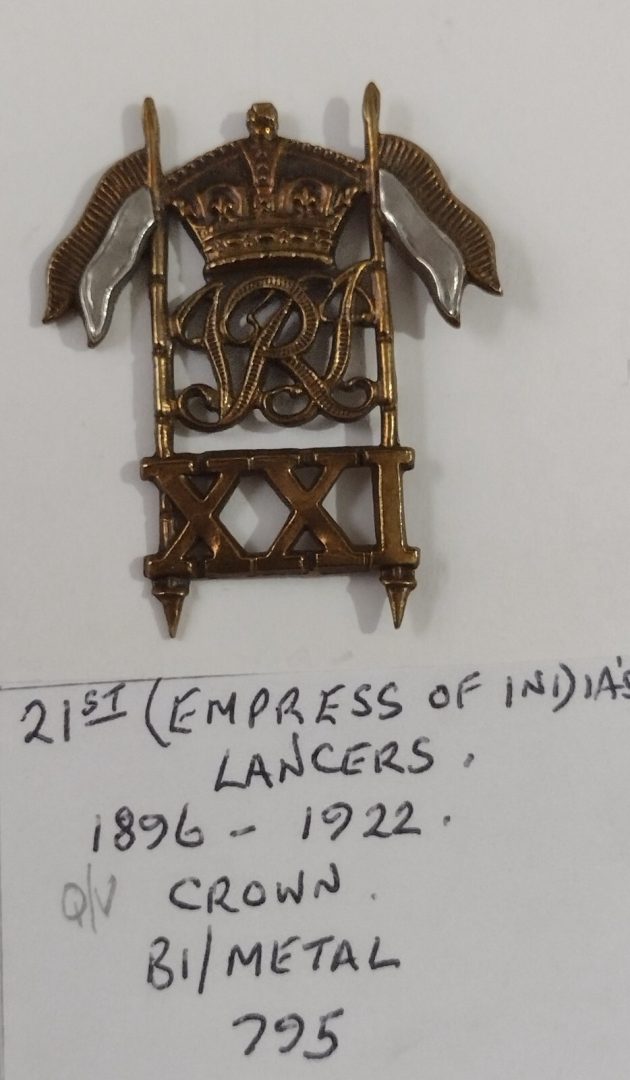 VRI
XXI
21ST (EMPRESS OF INDIA'S
LANCERS.
1896 - 1922.
Q/V CROWN.
BI/METAL
795